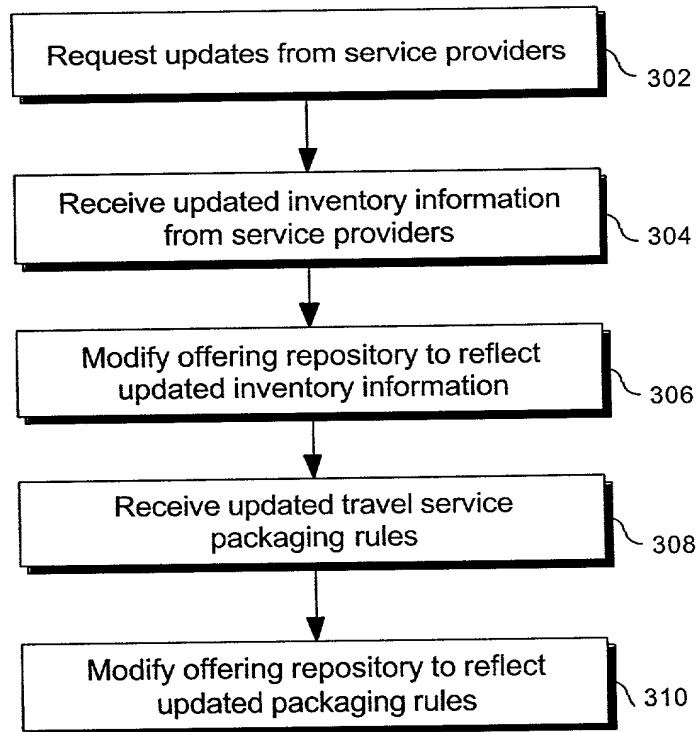 Request updates from service providers
302
Receive updated inventory information
from service providers
304
Modify offering repository to reflect
updated inventory information
306
Receive updated travel service
packaging rules
308
Modify offering repository to reflect
updated packaging rules
310